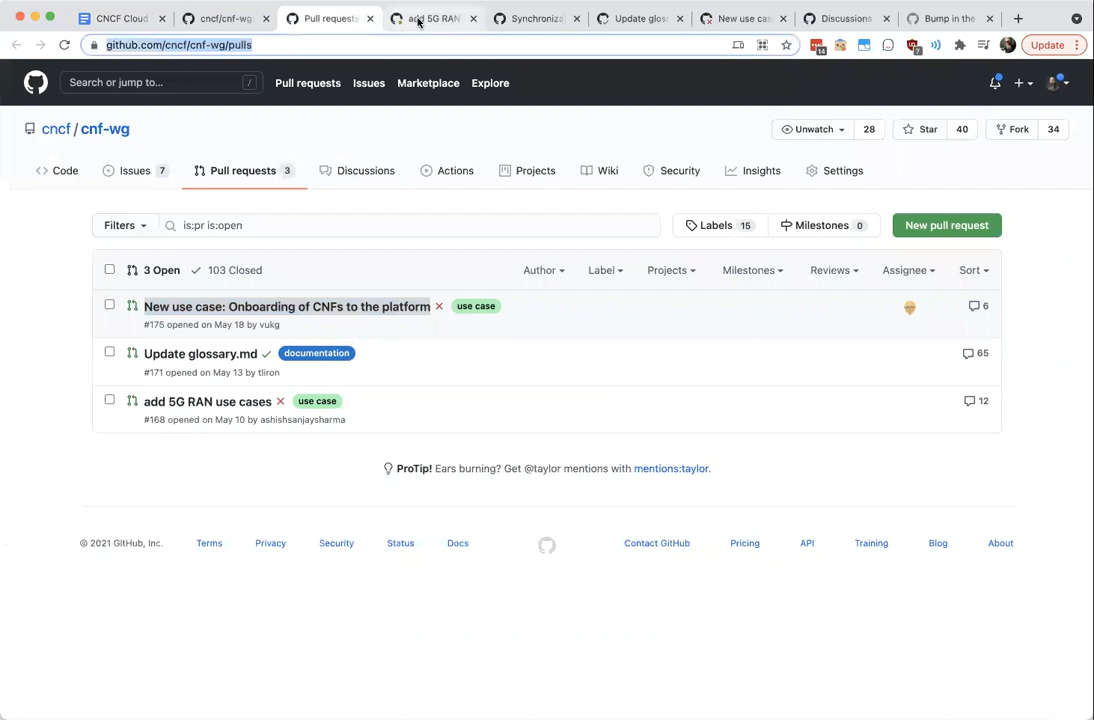 CNCF Cloud cncf/cnf-wg: Pull requests add 5G RAN Synchroniza Update glos New use cas Discussions Bump in the
github.com/cncf/cnf-wg/pulls 14 7 Update
Search or jump to... / Pull requests Issues Marketplace Explore
cncf / cnf-wg Unwatch 28 Star 40 Fork 34
Code Issues 7 Pull requests 3 Discussions Actions Projects Wiki Security Insights Settings
Filters is:pr is:open Labels 15 Milestones 0 New pull request
3 Open 103 Closed Author Label Projects Milestones Reviews Assignee Sort
New use case: Onboarding of CNFs to the platform use case 6
#175 opened on May 18 by vukg
Update glossary.md documentation 65
#171 opened on May 13 by tliron
add 5G RAN use cases use case 12
#168 opened on May 10 by ashishsanjaysharma
ProTip! Ears burning? Get @taylor mentions with mentions:taylor.
© 2021 GitHub, Inc. Terms Privacy Security Status Docs Contact GitHub Pricing API Training Blog About